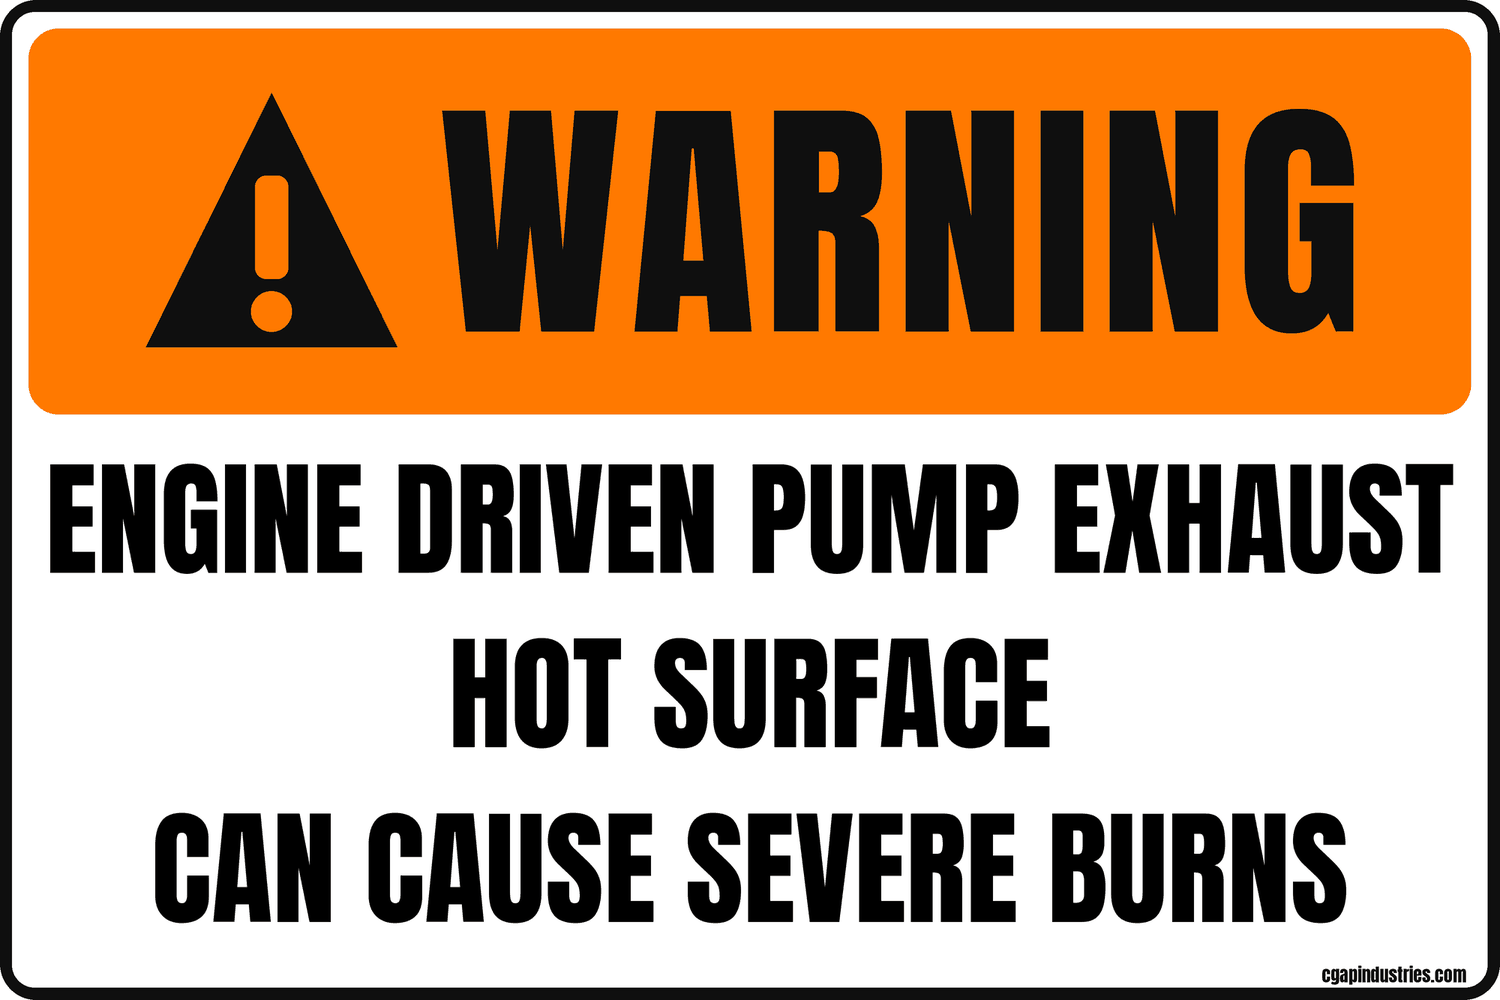 WARNING
ENGINE DRIVEN PUMP EXHAUST
HOT SURFACE
CAN CAUSE SEVERE BURNS
cgapindustries.com